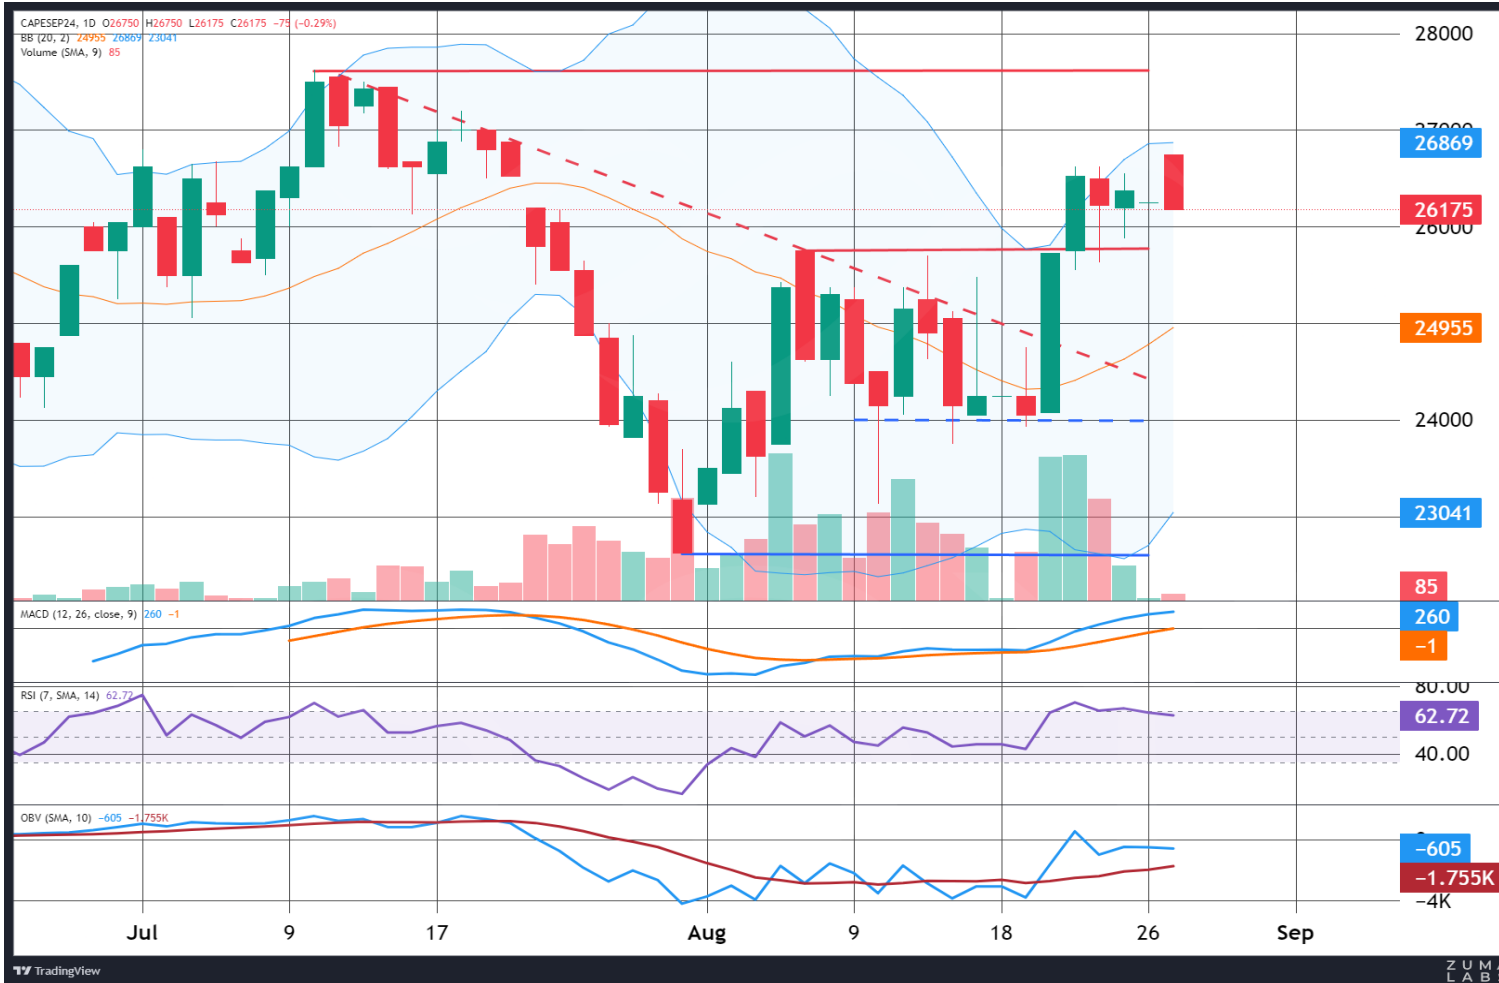 CAPESEP24, 1D O26750 H26750 L26175 C26175 −75 (−0.29%)
BB (20, 2) 24955 26869 23041
Volume (SMA, 9) 85
28000
27000
26869
26175
26000
24955
24000
23041
85
MACD (12, 26, close, 9) 260 −1
260
−1
RSI (7, SMA, 14) 62.72
80.00
62.72
40.00
OBV (SMA, 10) −605 −1.755K
−605
−1.755K
−4K
Jul 9 17 Aug 9 18 26 Sep
TradingView